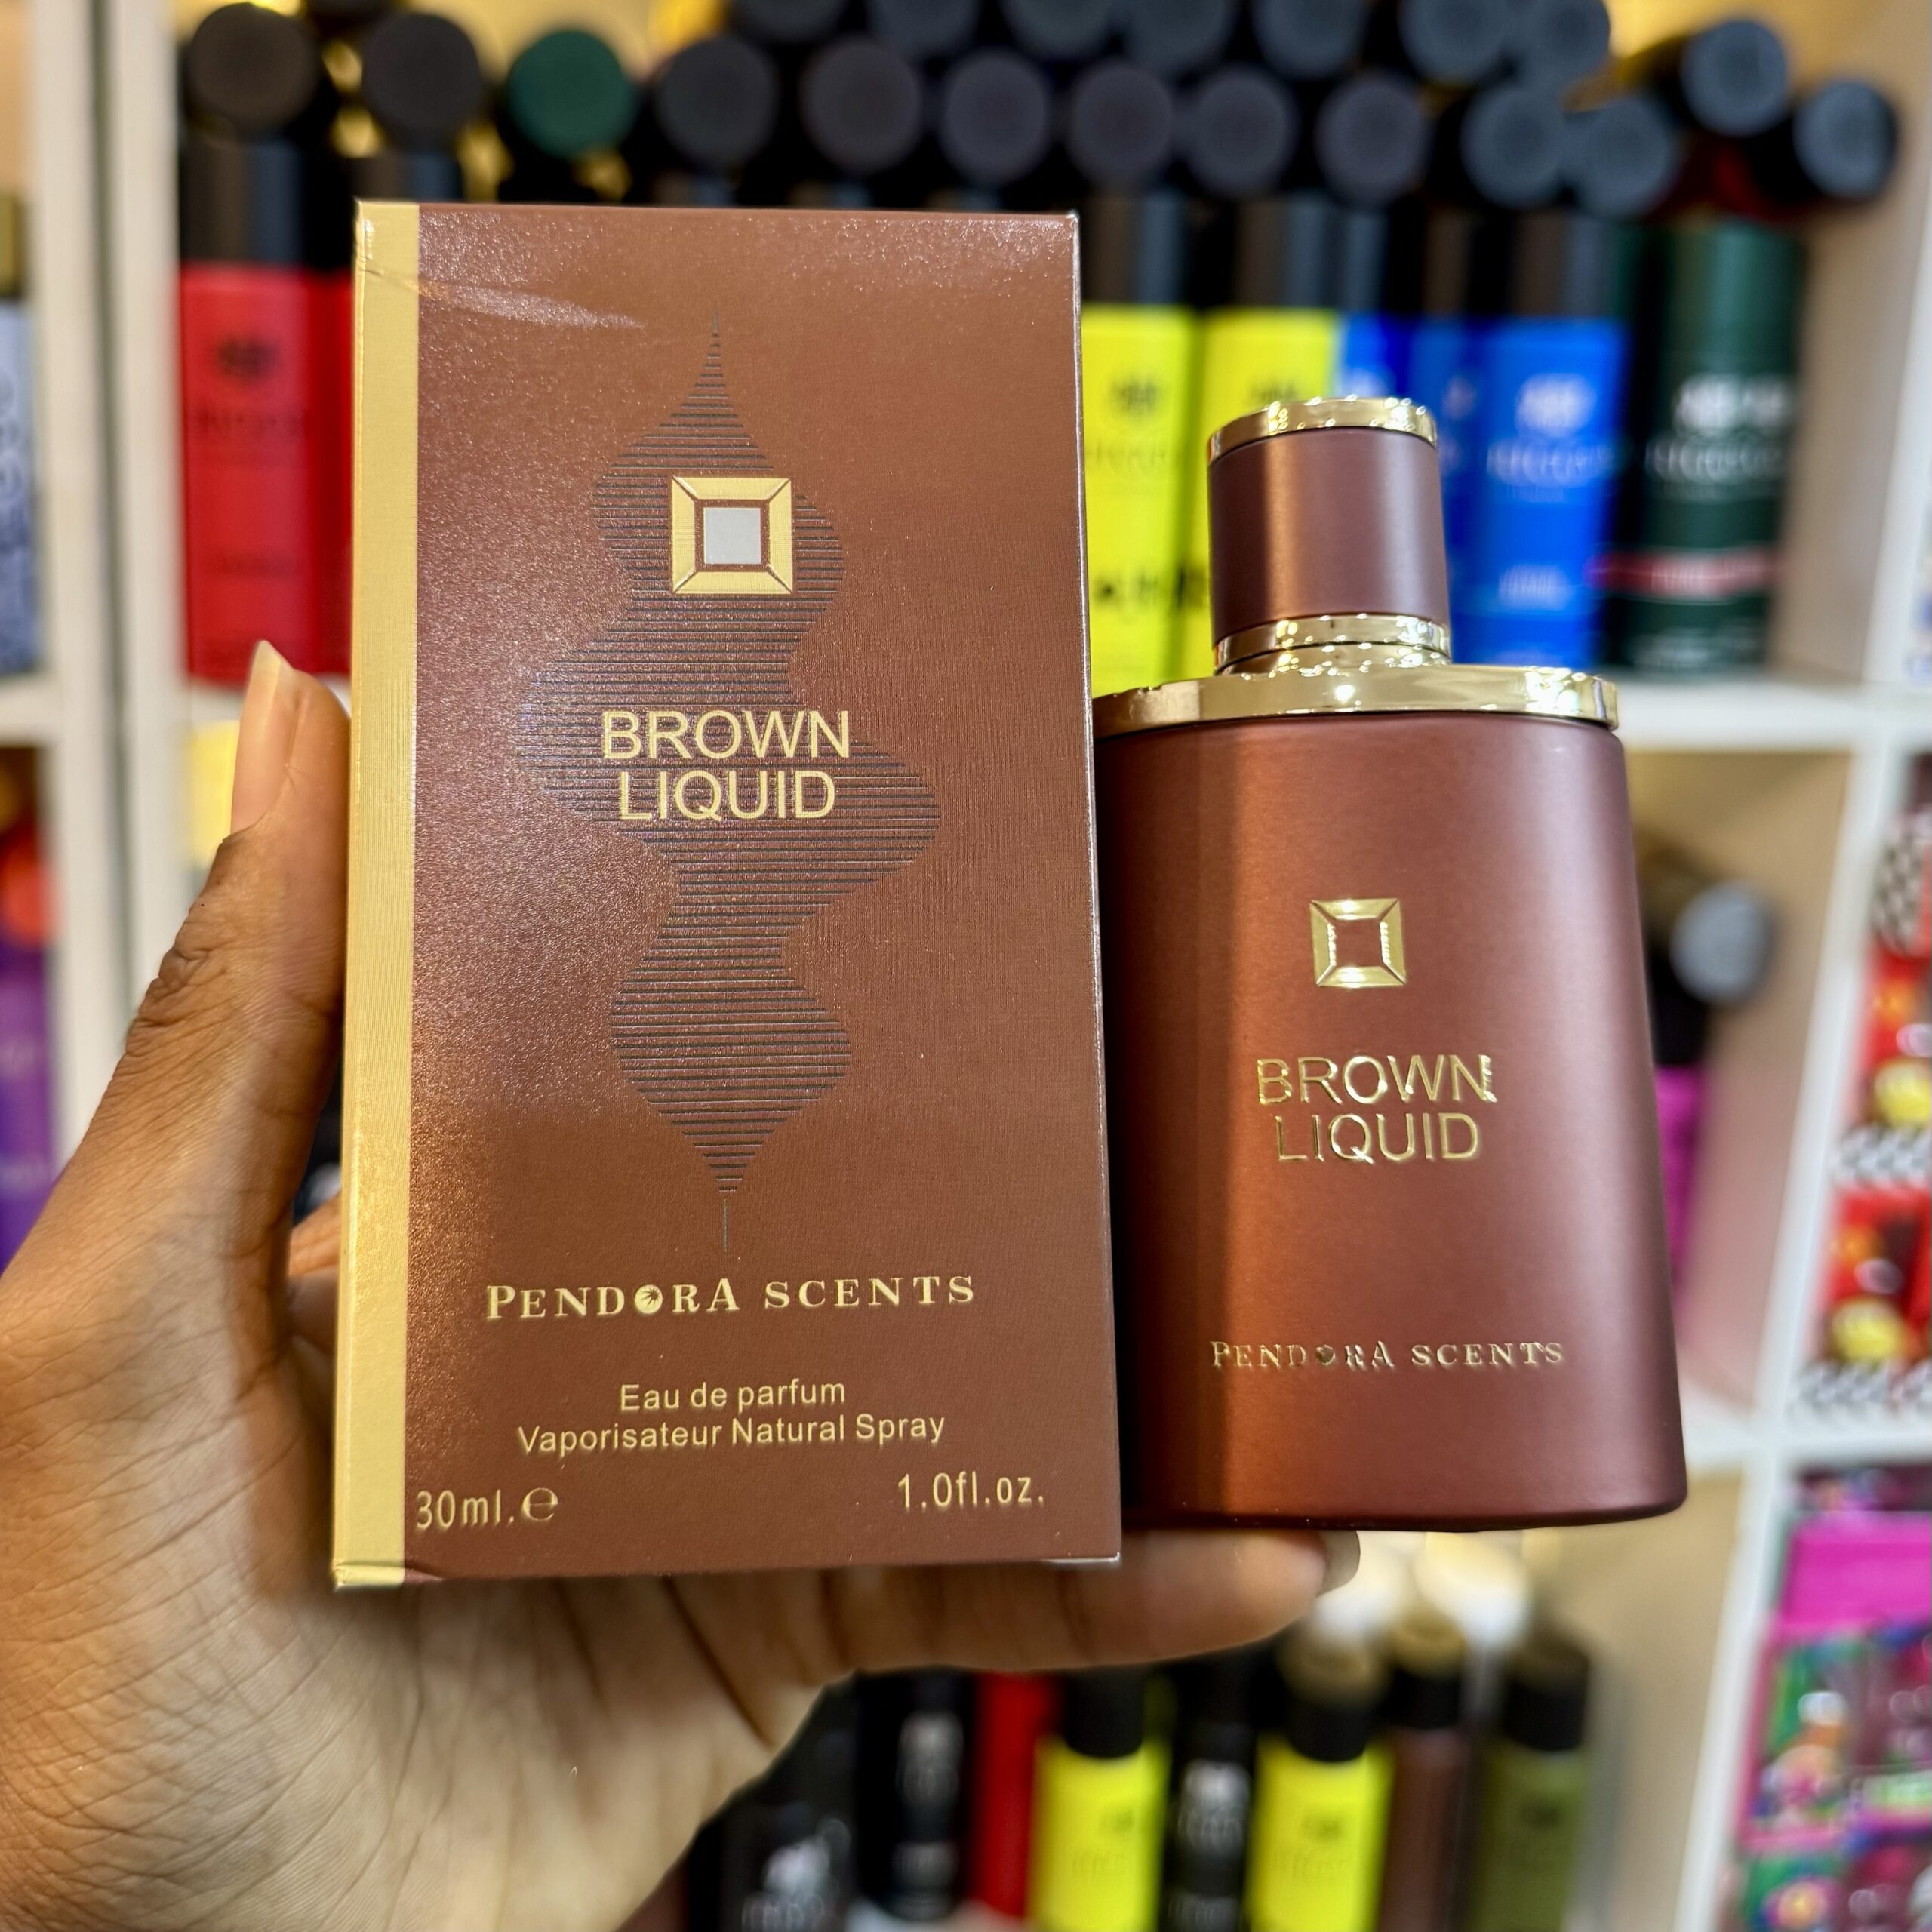 BROWN
LIQUID
PENDORA SCENTS
Eau de parfum
Vaporisateur Natural Spray
30ml.℮
1.0fl.oz.
BROWN
LIQUID
PENDORA SCENTS